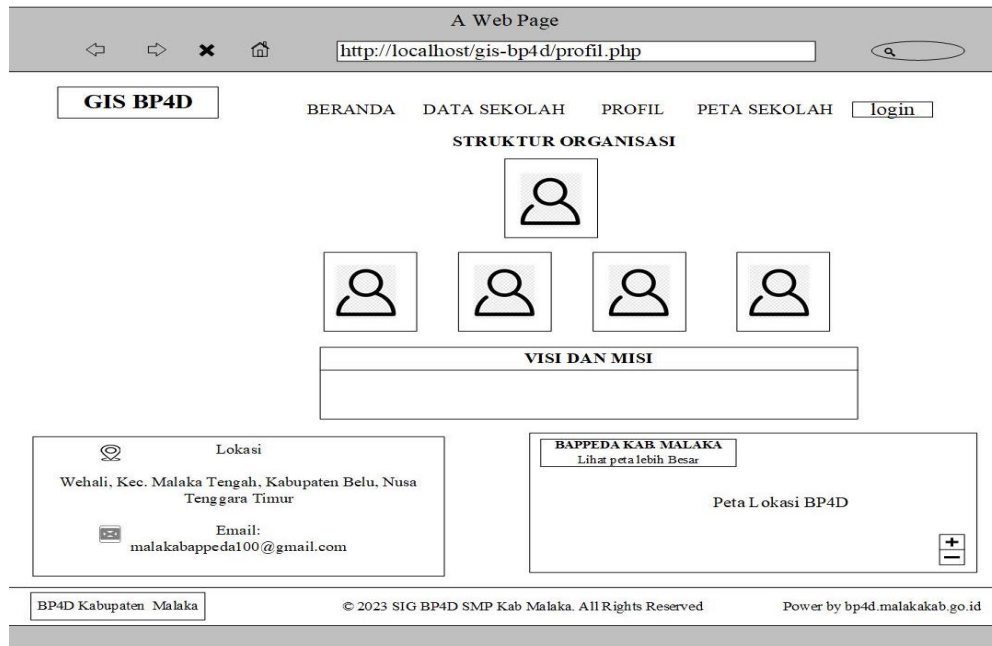 A Web Page
http://localhost/gis-bp4d/profil.php
GIS BP4D
BERANDA DATA SEKOLAH PROFIL PETA SEKOLAH login
STRUKTUR ORGANISASI
VISI DAN MISI
Lokasi
Wehali, Kec. Malaka Tengah, Kabupaten Belu, Nusa
Tenggara Timur
Email:
malakabappeda100@gmail.com
BAPPEDA KAB. MALAKA
Lihat peta lebih Besar
Peta Lokasi BP4D
+
−
BP4D Kabupaten Malaka
© 2023 SIG BP4D SMP Kab Malaka. All Rights Reserved
Power by bp4d.malakakab.go.id